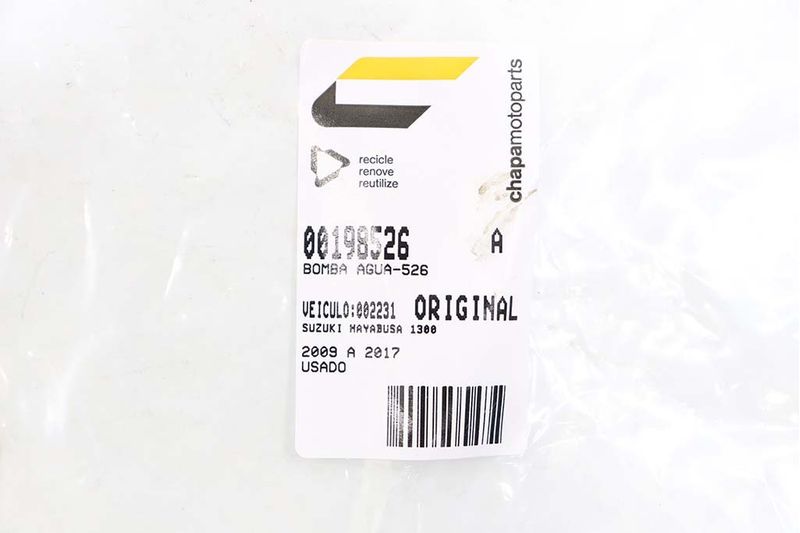 chapamotoparts
recicle
renove
reutilize
00198526 A
BOMBA AGUA-526
VEICULO:002231 ORIGINAL
SUZUKI HAYABUSA 1300
2009 A 2017
USADO